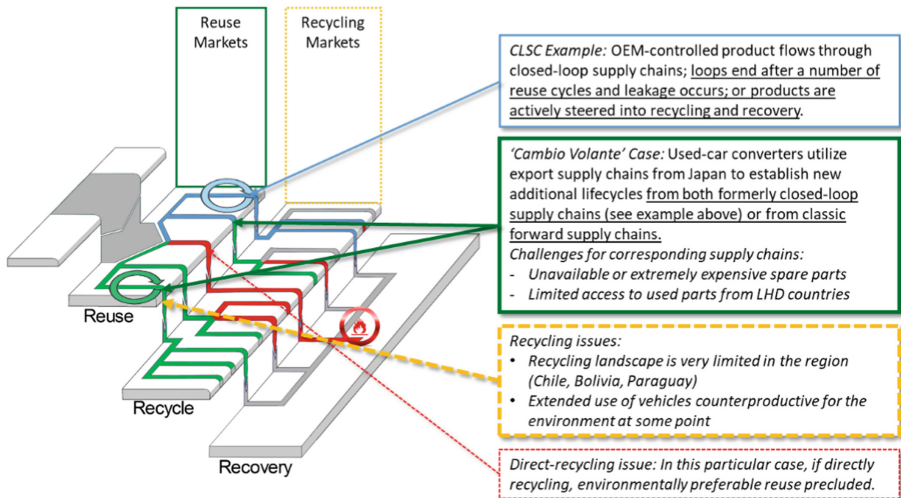 Reuse
Markets
Recycling
Markets
CLSC Example: OEM-controlled product flows through
closed-loop supply chains; loops end after a number of
reuse cycles and leakage occurs; or products are
actively steered into recycling and recovery.
‘Cambio Volante’ Case: Used-car converters utilize
export supply chains from Japan to establish new
additional lifecycles from both formerly closed-loop
supply chains (see example above) or from classic
forward supply chains.
Challenges for corresponding supply chains:
- Unavailable or extremely expensive spare parts
- Limited access to used parts from LHD countries
Reuse
Recycle
Recovery
Recycling issues:
• Recycling landscape is very limited in the region
(Chile, Bolivia, Paraguay)
• Extended use of vehicles counterproductive for the
environment at some point
Direct-recycling issue: In this particular case, if directly
recycling, environmentally preferable reuse precluded.